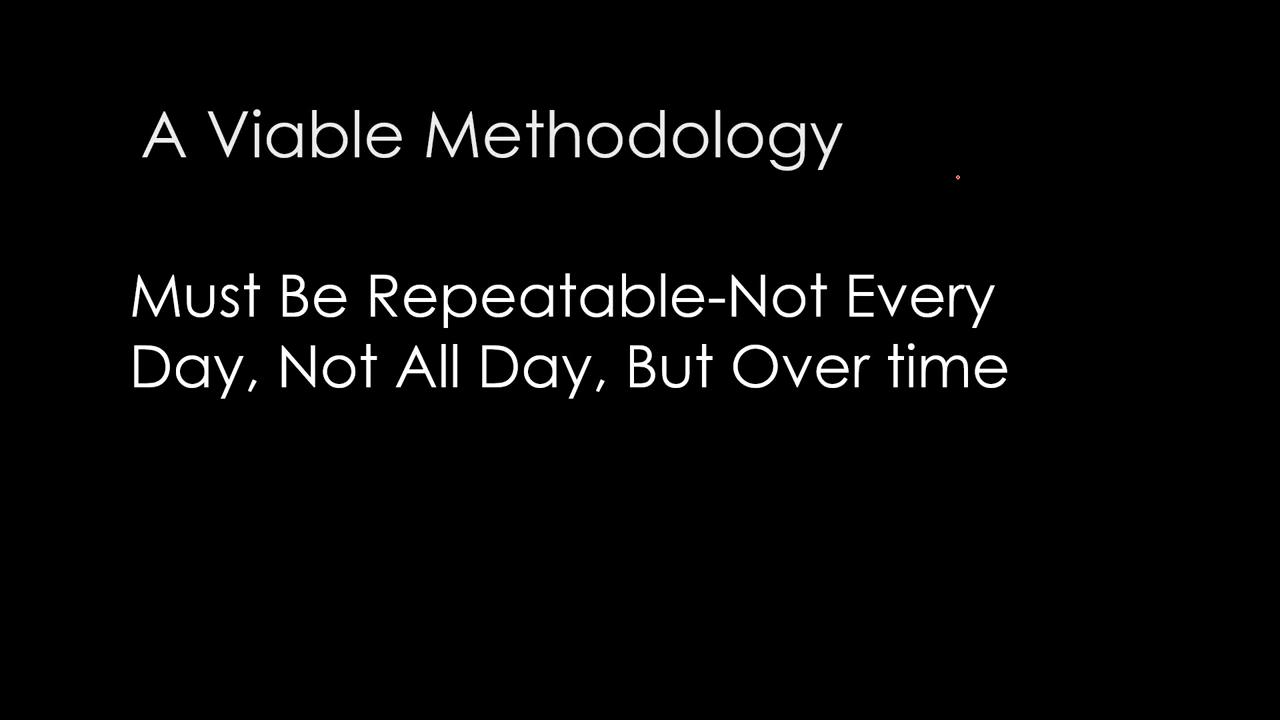 A Viable Methodology
Must Be Repeatable-Not Every
Day, Not All Day, But Over time